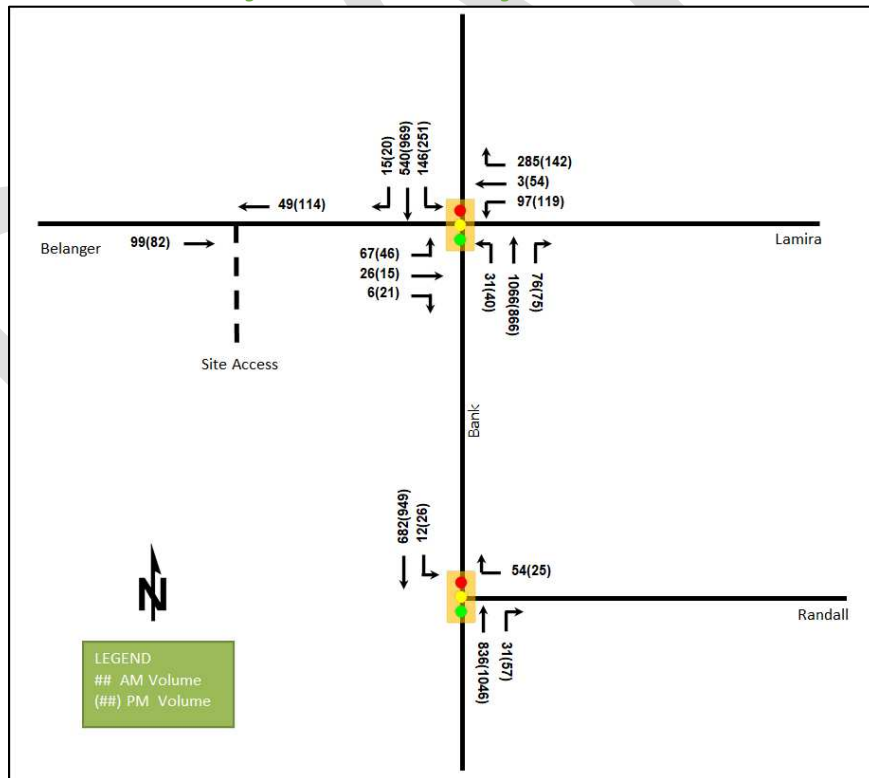 15(20)
540(969)
146(251)
285(142)
3(54)
97(119)
49(114)
Belanger
99(82)
67(46)
26(15)
6(21)
31(40)
1066(866)
76(75)
Lamira
Site Access
Bank
682(949)
12(26)
54(25)
Randall
836(1046)
31(57)
N
LEGEND
## AM Volume
(##) PM Volume